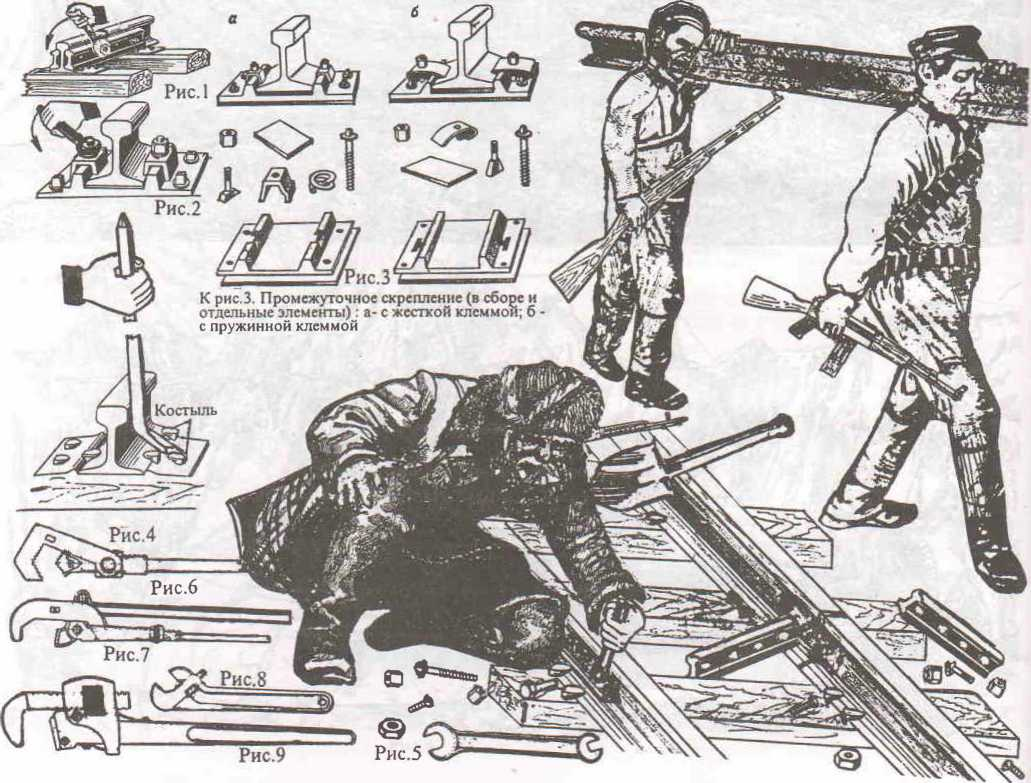 а
б
Рис.1
Рис.2
Рис.3
К рис.3. Промежуточное скрепление (в сборе и
отдельные элементы) : а- с жесткой клеммой; б -
с пружинной клеммой
Костыль
Рис.4
Рис.6
Рис.7
Рис.8
Рис.9
Рис.5